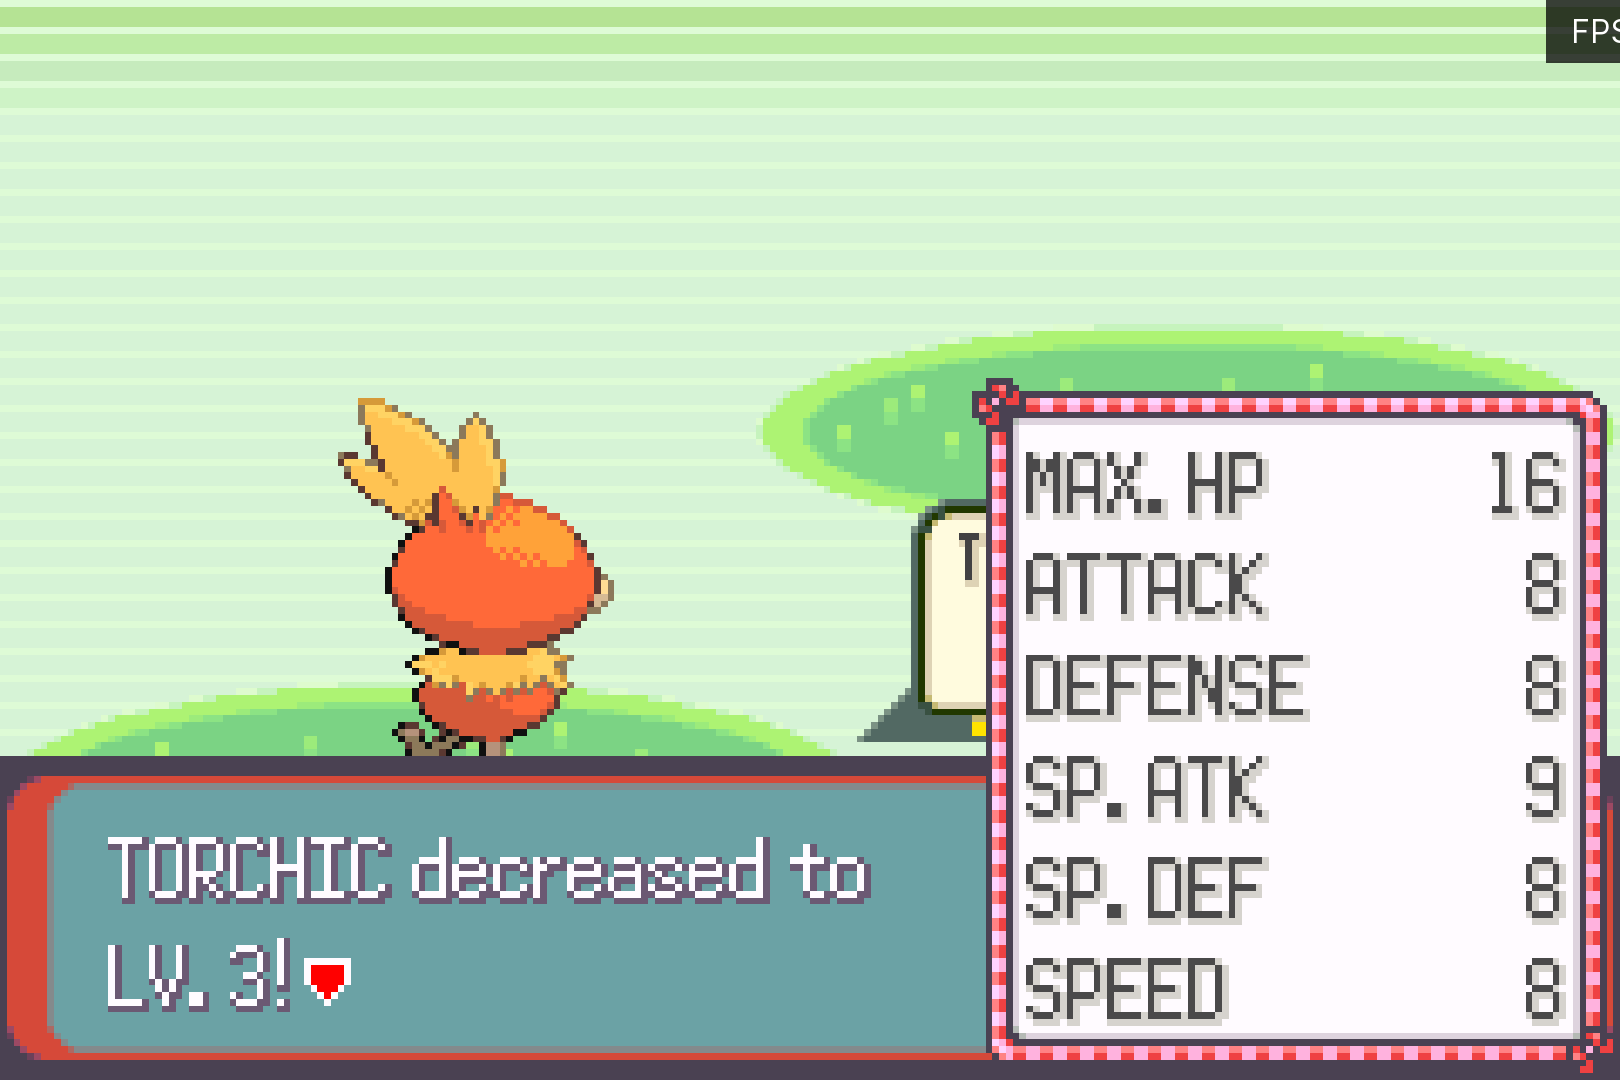 FPS
T
MAX. HP 16
ATTACK 8
DEFENSE 8
SP. ATK 9
SP. DEF 8
SPEED 8
TORCHIC decreased to
LV. 3!